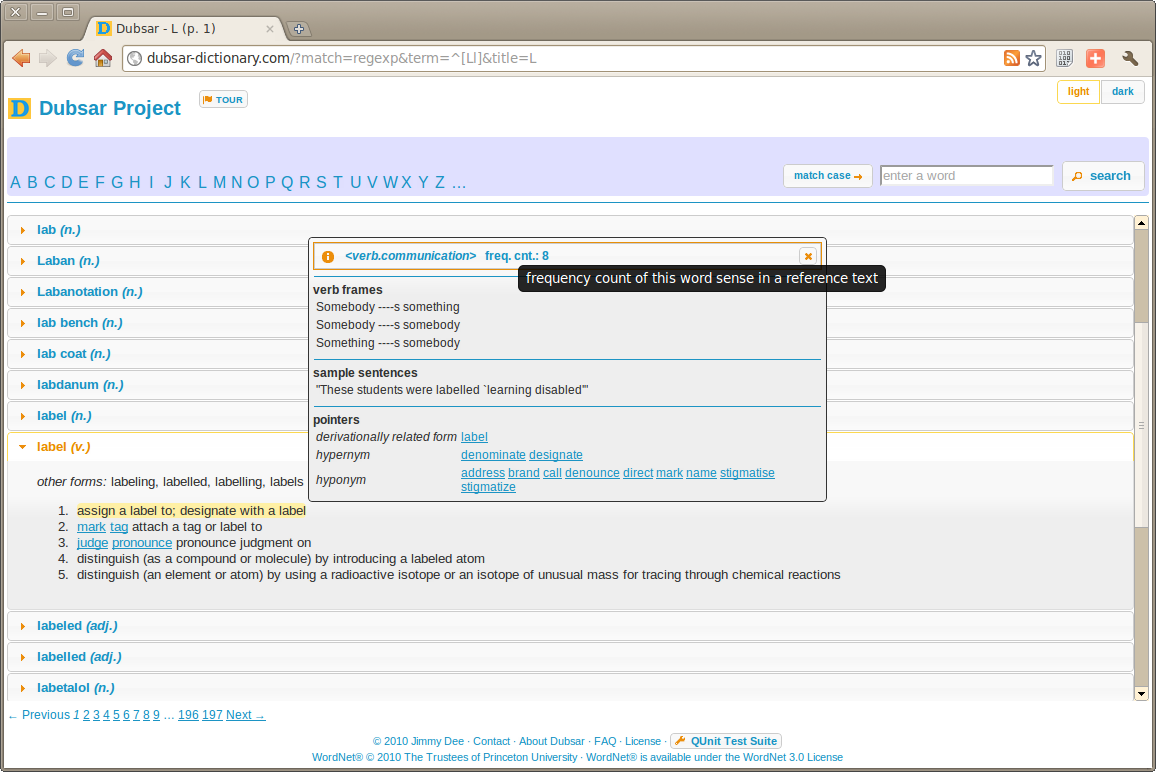 Dubsar - L (p. 1)
dubsar-dictionary.com/?match=regexp&term=^[Ll]&title=L
light dark
D Dubsar Project TOUR
A B C D E F G H I J K L M N O P Q R S T U V W X Y Z ...
match case → enter a word search
lab (n.)
Laban (n.)
Labanotation (n.)
lab bench (n.)
lab coat (n.)
labdanum (n.)
label (n.)
label (v.)
other forms: labeling, labelled, labelling, labels
1. assign a label to; designate with a label
2. mark tag attach a tag or label to
3. judge pronounce pronounce judgment on
4. distinguish (as a compound or molecule) by introducing a labeled atom
5. distinguish (an element or atom) by using a radioactive isotope or an isotope of unusual mass for tracing through chemical reactions
<verb.communication> freq. cnt.: 8
frequency count of this word sense in a reference text
verb frames
Somebody ----s something
Somebody ----s somebody
Something ----s somebody
sample sentences
"These students were labelled `learning disabled'"
pointers
derivationally related form label
hypernym denominate designate
hyponym address brand call denounce direct mark name stigmatise
stigmatize
labeled (adj.)
labelled (adj.)
labetalol (n.)
← Previous 1 2 3 4 5 6 7 8 9 ... 196 197 Next →
© 2010 Jimmy Dee · Contact · About Dubsar · FAQ · License · QUnit Test Suite
WordNet® © 2010 The Trustees of Princeton University · WordNet® is available under the WordNet 3.0 License